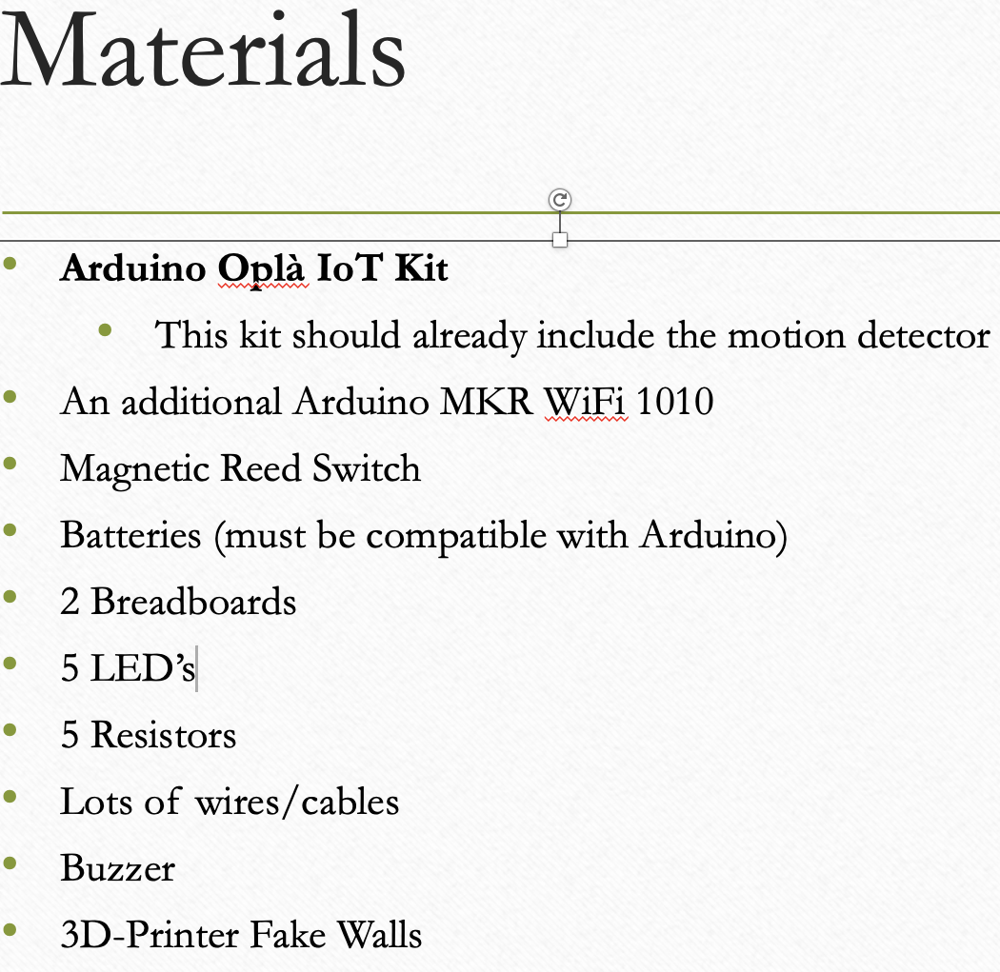 Materials
Arduino Oplà IoT Kit
This kit should already include the motion detector
An additional Arduino MKR WiFi 1010
Magnetic Reed Switch
Batteries (must be compatible with Arduino)
2 Breadboards
5 LED’s
5 Resistors
Lots of wires/cables
Buzzer
3D-Printer Fake Walls